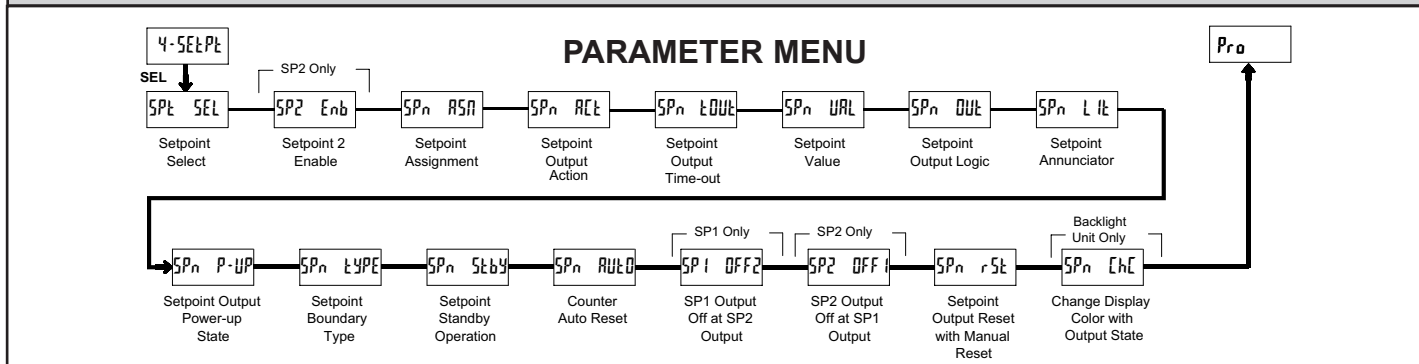 4-SEtPt
PARAMETER MENU
Pro
SEL
SP2 Only
SPt SEL
SP2 Enb
SPn ASN
SPn ACt
SPn tOUt
SPn VAL
SPn OUt
SPn LIt
Setpoint
Select
Setpoint 2
Enable
Setpoint
Assignment
Setpoint
Output
Action
Setpoint
Output
Time-out
Setpoint
Value
Setpoint
Output Logic
Setpoint
Annunciator
SP1 Only
SP2 Only
Backlight
Unit Only
SPn P-UP
SPn tYPE
SPn StbY
SPn AUtO
SP1 OFF2
SP2 OFF1
SPn rSt
SPn ChC
Setpoint Output
Power-up
State
Setpoint
Boundary
Type
Setpoint
Standby
Operation
Counter
Auto Reset
SP1 Output
Off at SP2
Output
SP2 Output
Off at SP1
Output
Setpoint
Output Reset
with Manual
Reset
Change Display
Color with
Output State